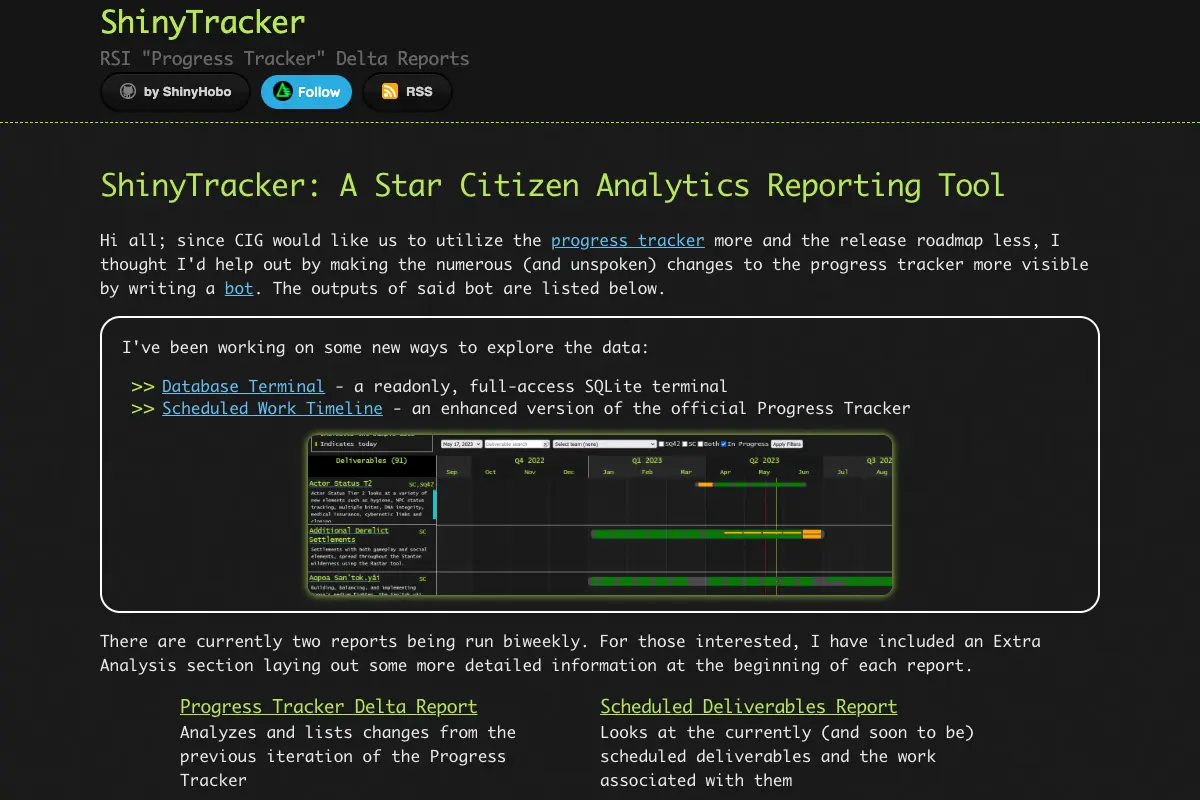 ShinyTracker
RSI "Progress Tracker" Delta Reports
by ShinyHobo
Follow
RSS
ShinyTracker: A Star Citizen Analytics Reporting Tool
Hi all; since CIG would like us to utilize the progress tracker more and the release roadmap less, I
thought I'd help out by making the numerous (and unspoken) changes to the progress tracker more visible
by writing a bot. The outputs of said bot are listed below.
I've been working on some new ways to explore the data:
>> Database Terminal - a readonly, full-access SQLite terminal
>> Scheduled Work Timeline - an enhanced version of the official Progress Tracker
Indicates today
May 17, 2023
Deliverable search
Select team (none)
SQ42 SC Both In Progress Apply Filters
Deliverables (91)
Q4 2022 Q1 2023 Q2 2023 Q3 202
Sep Oct Nov Dec Jan Feb Mar Apr May Jun Jul Aug
Actor Status T2 SC,SQ42
Actor Status Tier 2 looks at a variety of
new elements such as hygiene, NPC status
tracking, multiple bites, DNA integrity,
medical insurance, cybernetic limbs and
cloning
Additional Derelict SC
Settlements
Settlements with both gameplay and social
elements, spread throughout the Stanton
wilderness using the Rastar tool.
Aopoa San'tok.yāi SC
Building, balancing, and implementing
Aopoa's medium fighter, the San'tok.yāi
There are currently two reports being run biweekly. For those interested, I have included an Extra
Analysis section laying out some more detailed information at the beginning of each report.
Progress Tracker Delta Report
Analyzes and lists changes from the
previous iteration of the Progress
Tracker
Scheduled Deliverables Report
Looks at the currently (and soon to be)
scheduled deliverables and the work
associated with them